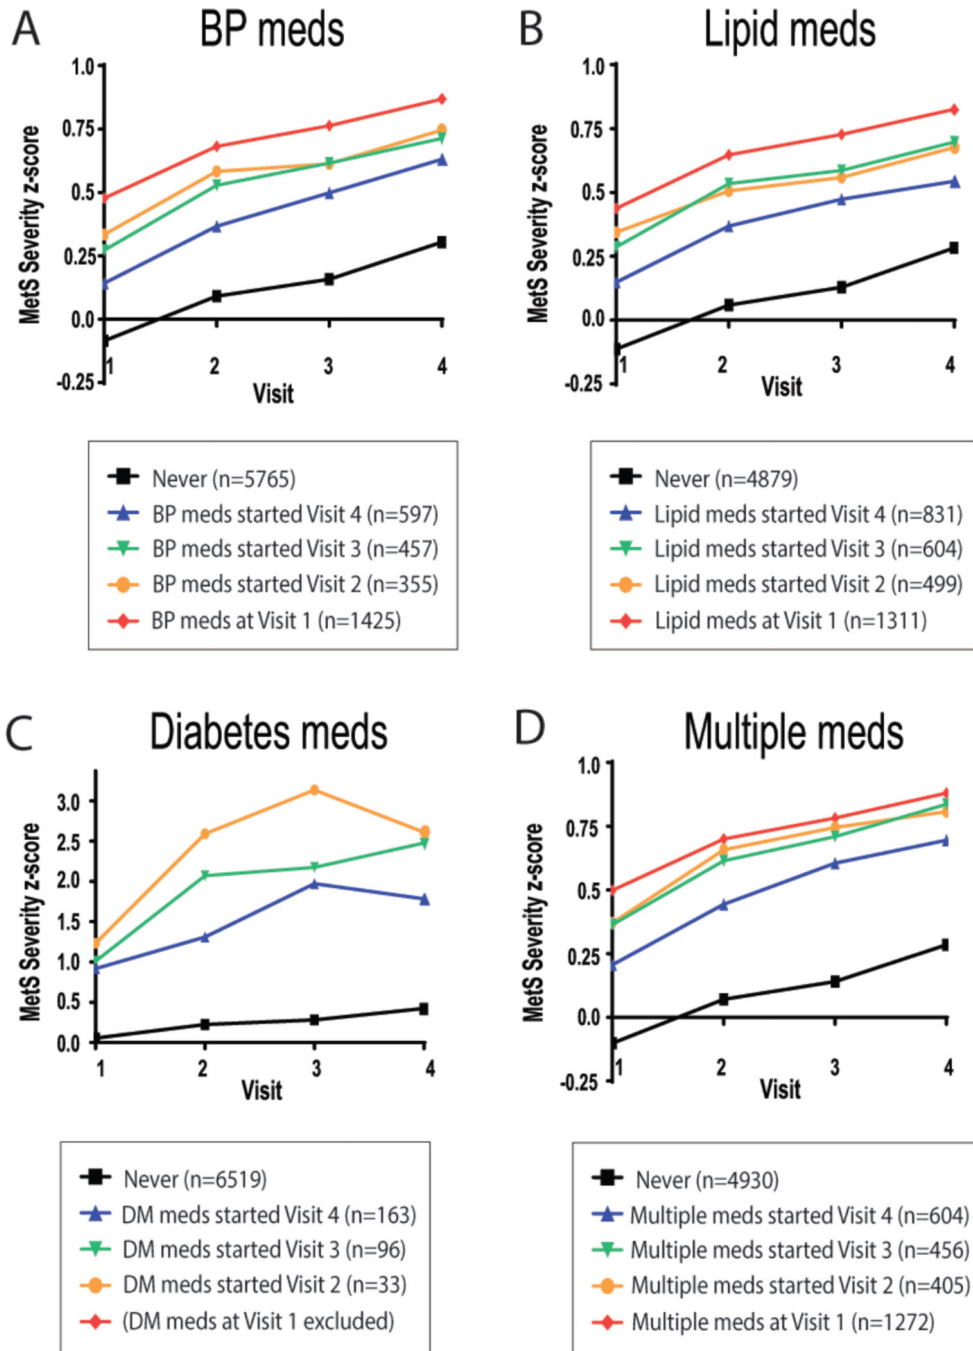 A
BP meds
MetS Severity z-score
1.0
0.75
0.5
0.25
0.0
-0.25
1
2
3
4
Visit
Never (n=5765)
BP meds started Visit 4 (n=597)
BP meds started Visit 3 (n=457)
BP meds started Visit 2 (n=355)
BP meds at Visit 1 (n=1425)
B
Lipid meds
MetS Severity z-score
1.0
0.75
0.5
0.25
0.0
-0.25
1
2
3
4
Visit
Never (n=4879)
Lipid meds started Visit 4 (n=831)
Lipid meds started Visit 3 (n=604)
Lipid meds started Visit 2 (n=499)
Lipid meds at Visit 1 (n=1311)
C
Diabetes meds
MetS Severity z-score
3.0
2.5
2.0
1.5
1.0
0.5
0.0
1
2
3
4
Visit
Never (n=6519)
DM meds started Visit 4 (n=163)
DM meds started Visit 3 (n=96)
DM meds started Visit 2 (n=33)
(DM meds at Visit 1 excluded)
D
Multiple meds
MetS Severity z-score
1.0
0.75
0.5
0.25
0.0
-0.25
1
2
3
4
Visit
Never (n=4930)
Multiple meds started Visit 4 (n=604)
Multiple meds started Visit 3 (n=456)
Multiple meds started Visit 2 (n=405)
Multiple meds at Visit 1 (n=1272)